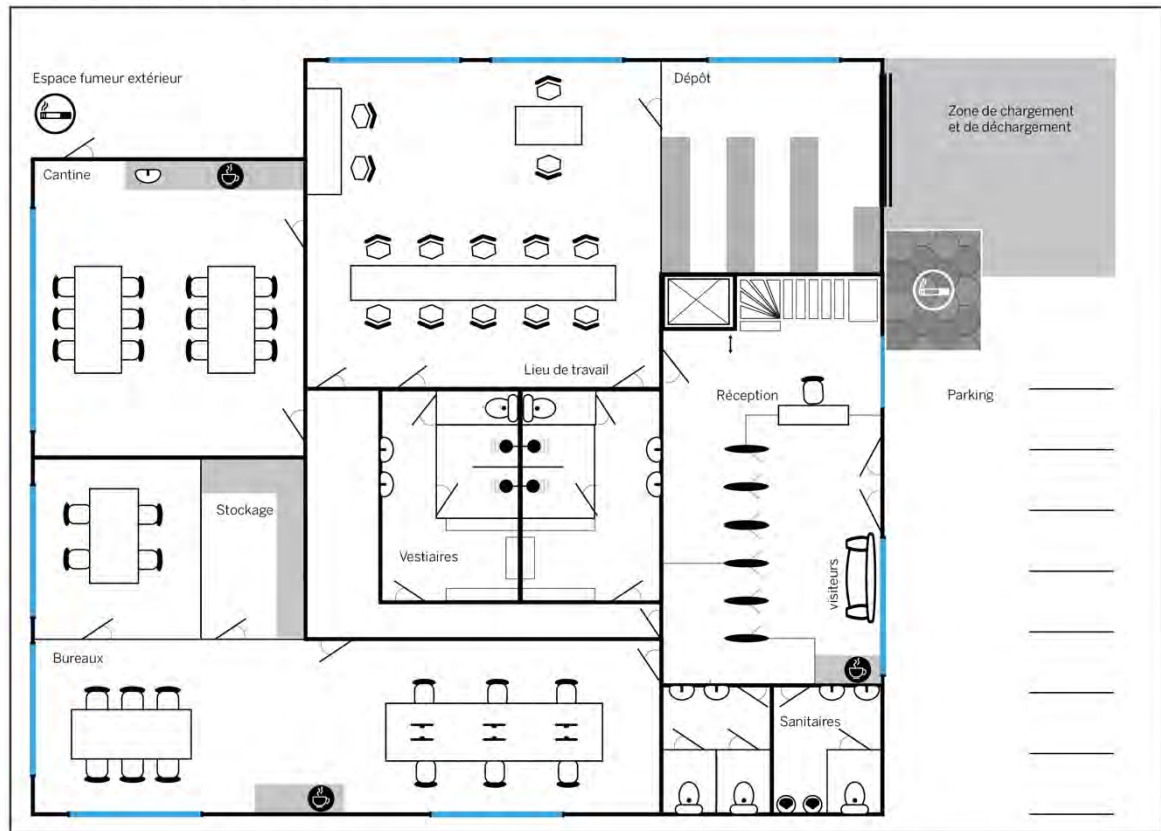 Espace fumeur extérieur
Dépôt
Zone de chargement
et de déchargement
Cantine
Lieu de travail
Réception
Parking
Stockage
Vestiaires
visiteurs
Bureaux
Sanitaires